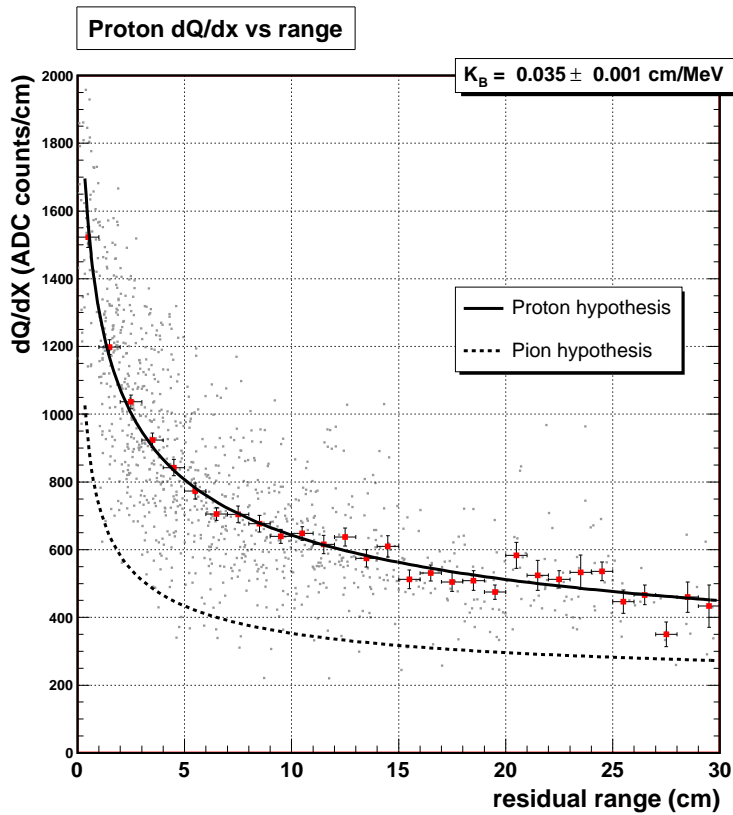 Proton dQ/dx vs range
K_B = 0.035 ± 0.001 cm/MeV
dQ/dX (ADC counts/cm)
2000
1800
1600
1400
1200
1000
800
600
400
200
0
Proton hypothesis
Pion hypothesis
0 5 10 15 20 25 30
residual range (cm)